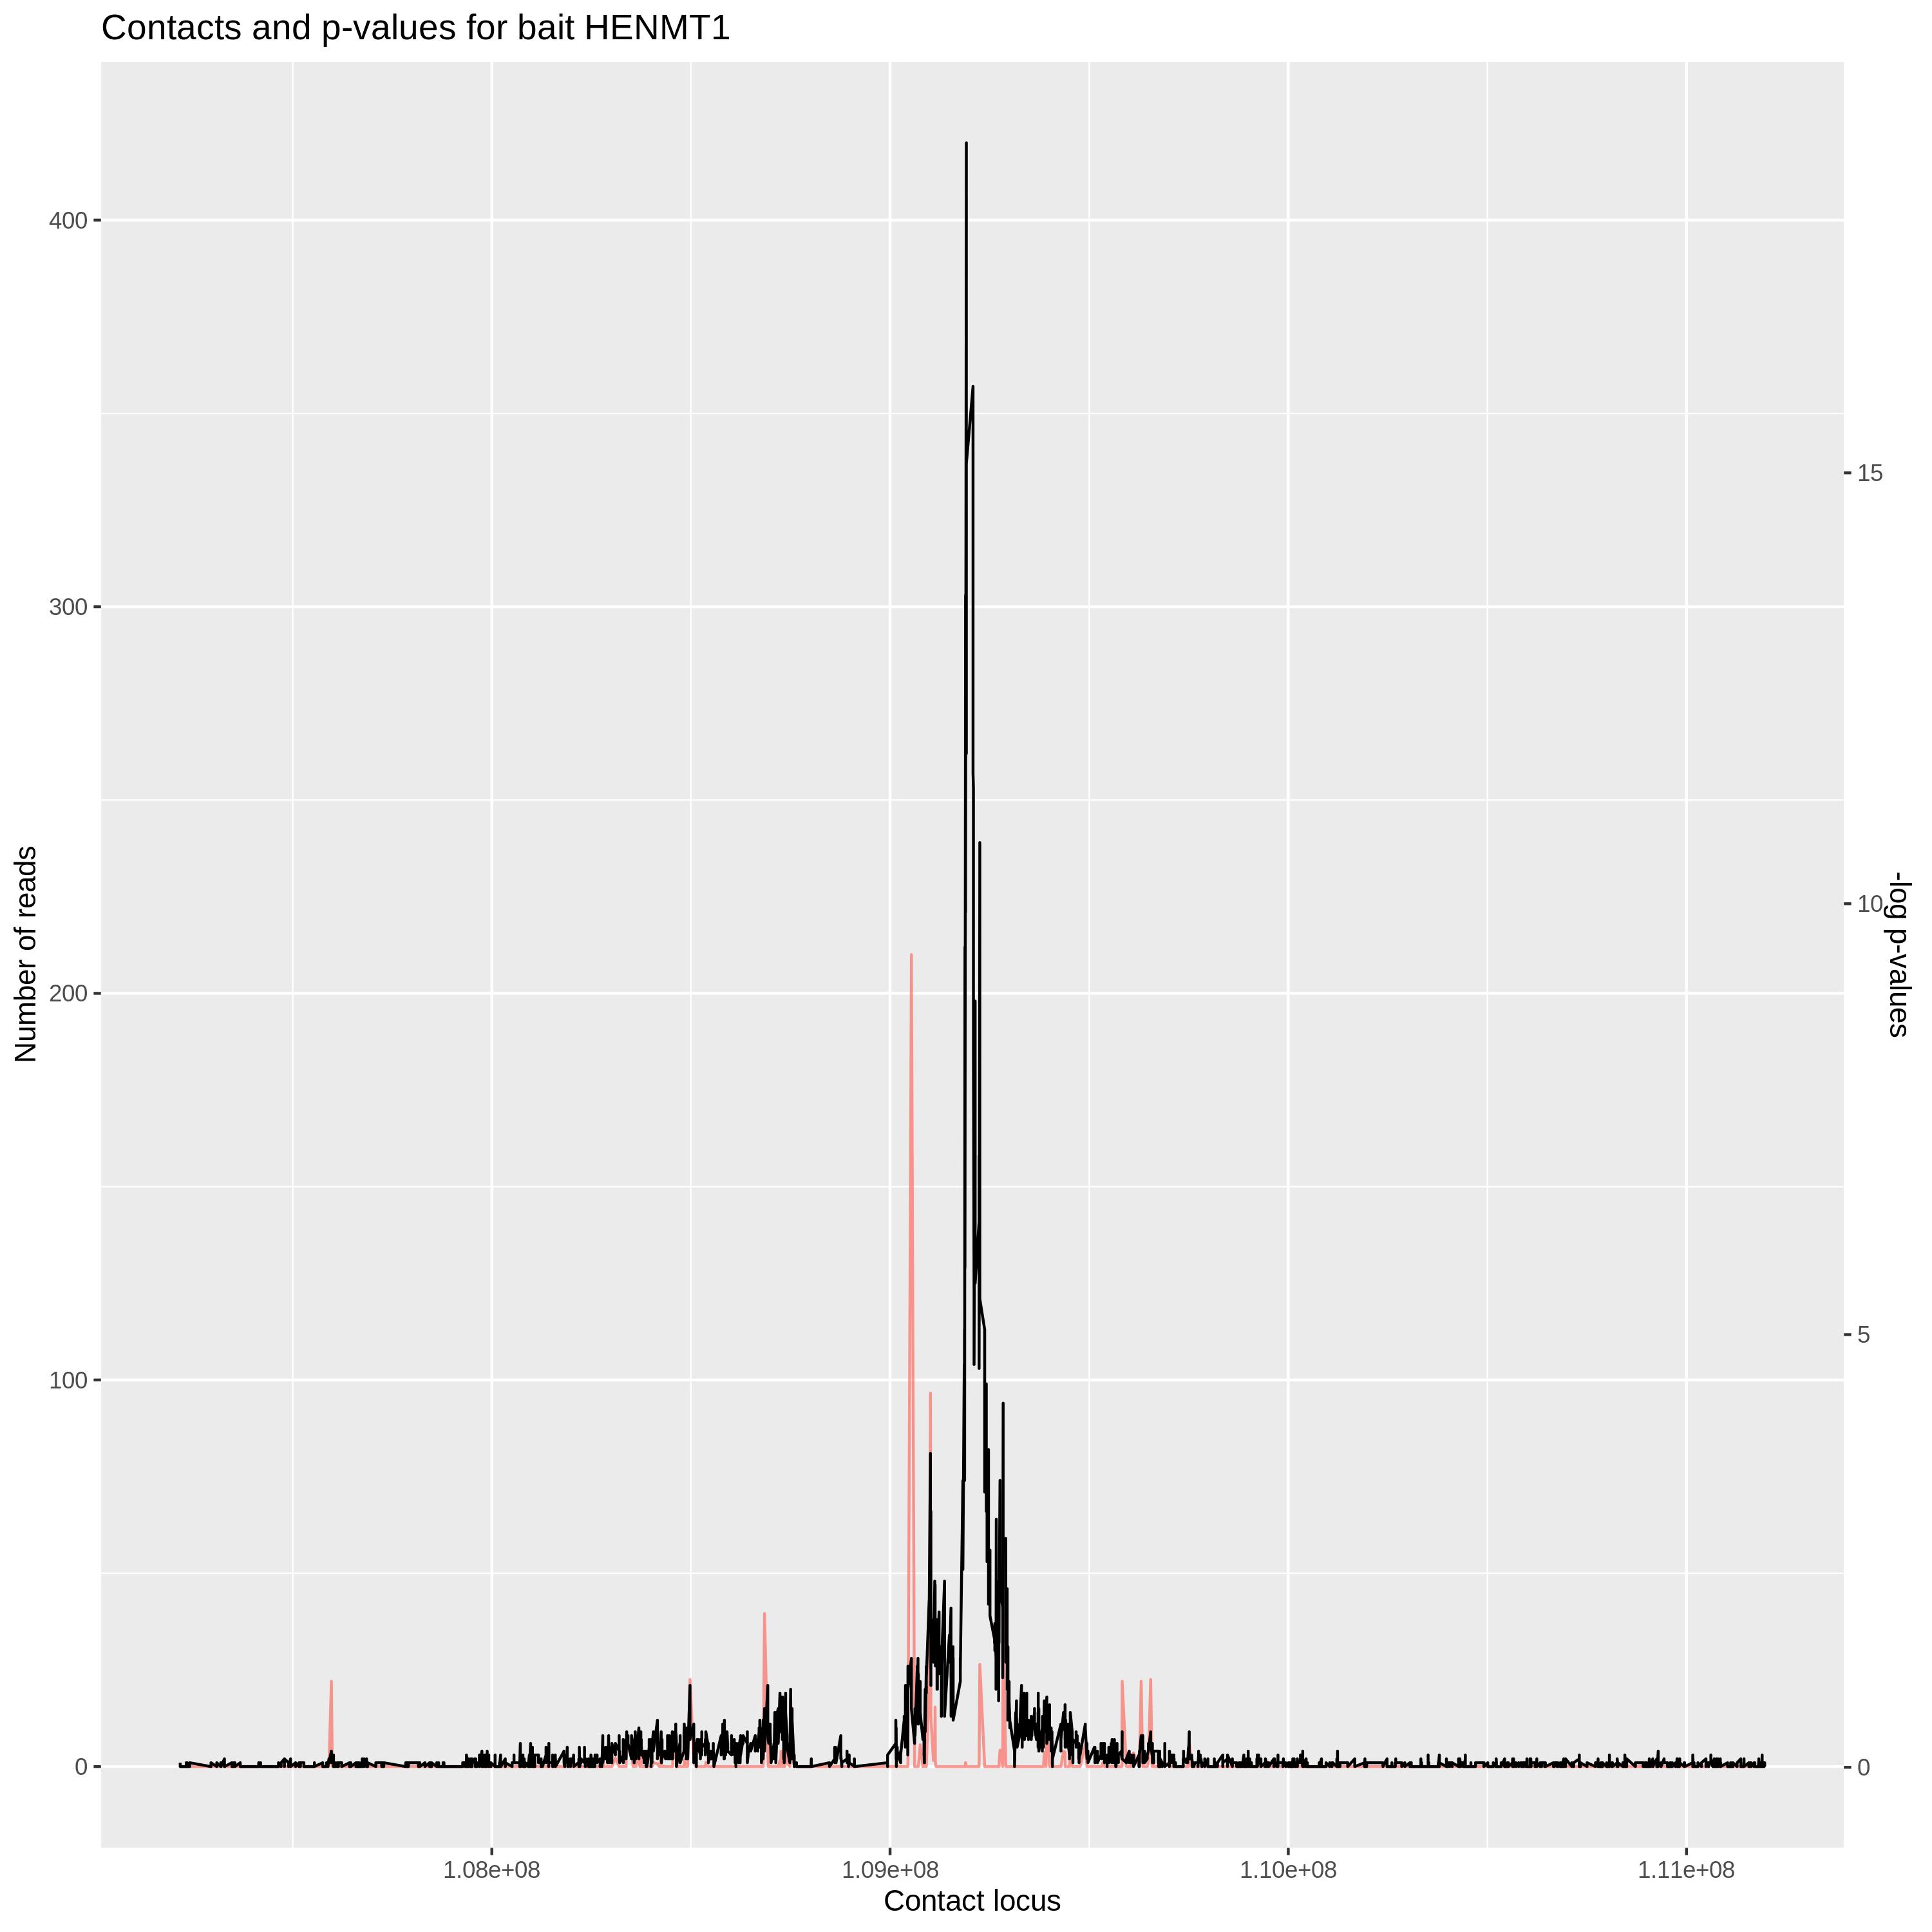 Contacts and p-values for bait HENMT1
Number of reads
400
300
200
100
0
15
10
5
0
-log p-values
1.08e+08
1.09e+08
1.10e+08
1.11e+08
Contact locus